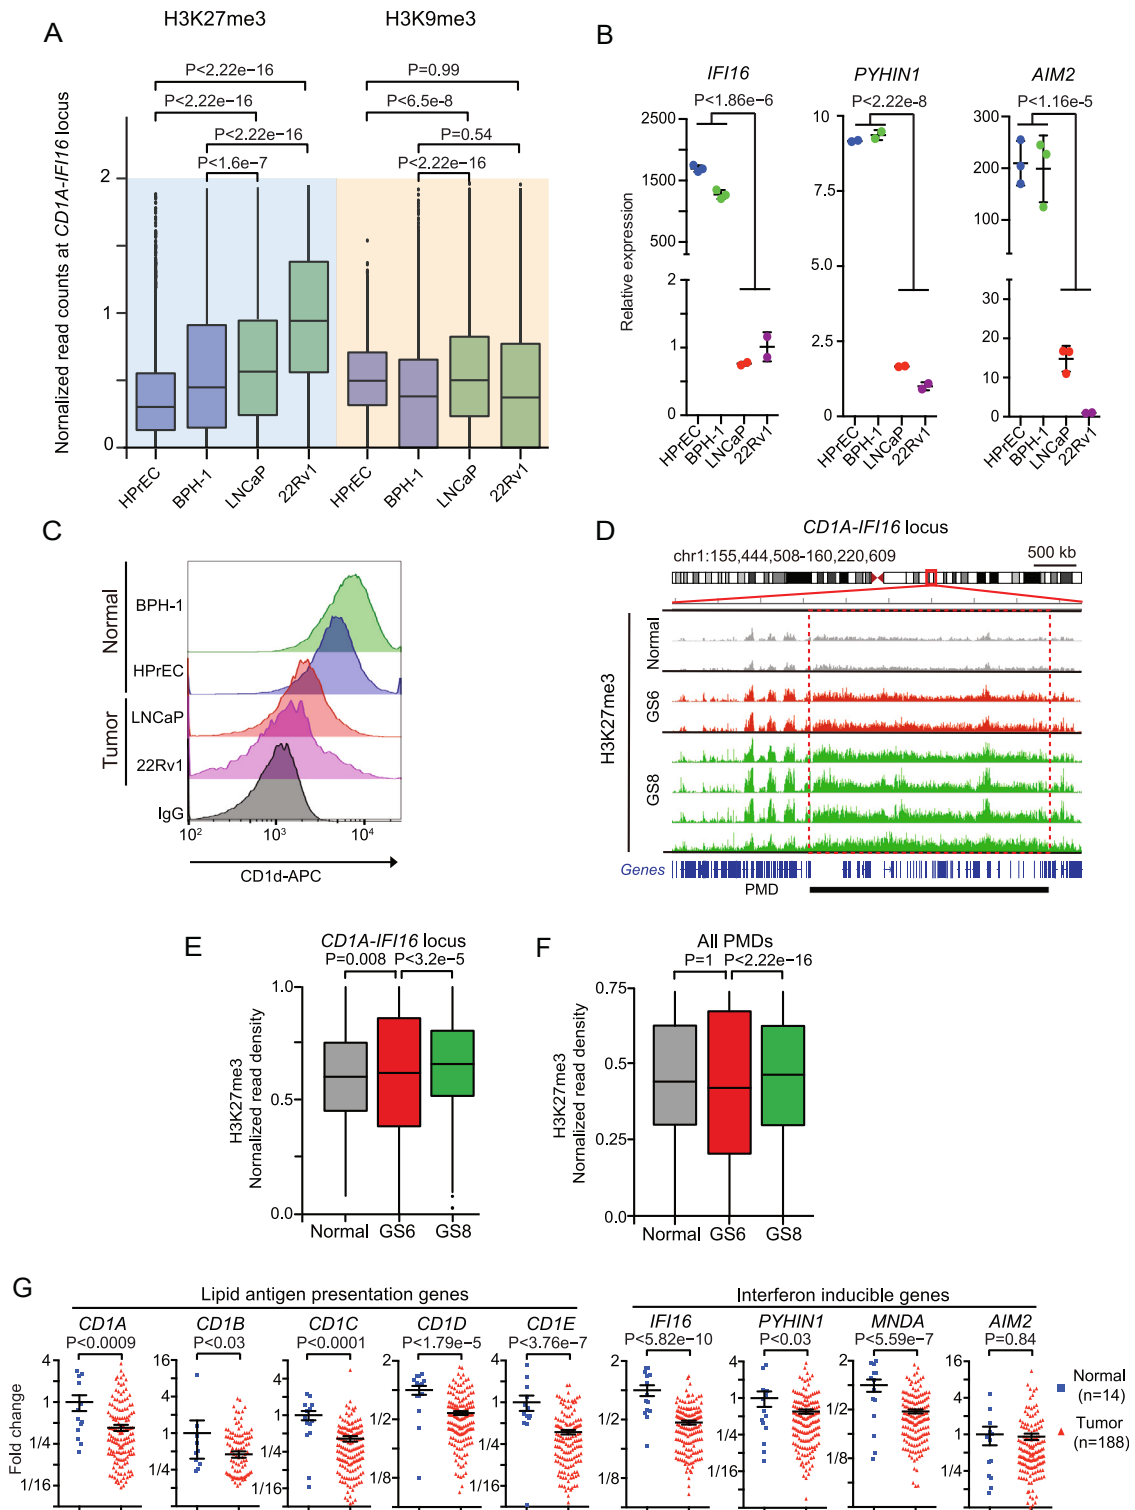 A
H3K27me3
H3K9me3
P<2.22e−16
P=0.99
P<2.22e−16
P<6.5e-8
P<2.22e−16
P=0.54
P<1.6e−7
P<2.22e−16
Normalized read counts at CD1A-IFI16 locus
2
1
0
HPrEC
BPH-1
LNCaP
22Rv1
HPrEC
BPH-1
LNCaP
22Rv1
B
IFI16
PYHIN1
AIM2
P<1.86e−6
P<2.22e-8
P<1.16e-5
Relative expression
2500
1500
500
2
1
0
10
7.5
5.0
2.5
0
300
200
100
30
20
10
0
HPrEC
BPH-1
LNCaP
22Rv1
HPrEC
BPH-1
LNCaP
22Rv1
HPrEC
BPH-1
LNCaP
22Rv1
C
Normal
Tumor
BPH-1
HPrEC
LNCaP
22Rv1
IgG
10²
10³
10⁴
CD1d-APC
D
CD1A-IFI16 locus
chr1:155,444,508-160,220,609
500 kb
H3K27me3
Normal
GS6
GS8
Genes
PMD
E
CD1A-IFI16 locus
P=0.008
P<3.2e−5
H3K27me3
Normalized read density
1.0
0.5
0.0
Normal
GS6
GS8
F
All PMDs
P=1
P<2.22e−16
H3K27me3
Normalized read density
0.75
0.5
0.25
0.0
Normal
GS6
GS8
G
Lipid antigen presentation genes
Interferon inducible genes
CD1A
CD1B
CD1C
CD1D
CD1E
IFI16
PYHIN1
MNDA
AIM2
P<0.0009
P<0.03
P<0.0001
P<1.79e−5
P<3.76e−7
P<5.82e−10
P<0.03
P<5.59e−7
P=0.84
Fold change
4
1
1/4
1/16
16
4
1
1/4
4
1
1/4
1/16
2
1/2
1/8
4
1
1/4
1/16
2
1/2
1/8
4
1
1/4
1/16
2
1/2
1/8
16
4
1
1/4
Normal
(n=14)
Tumor
(n=188)